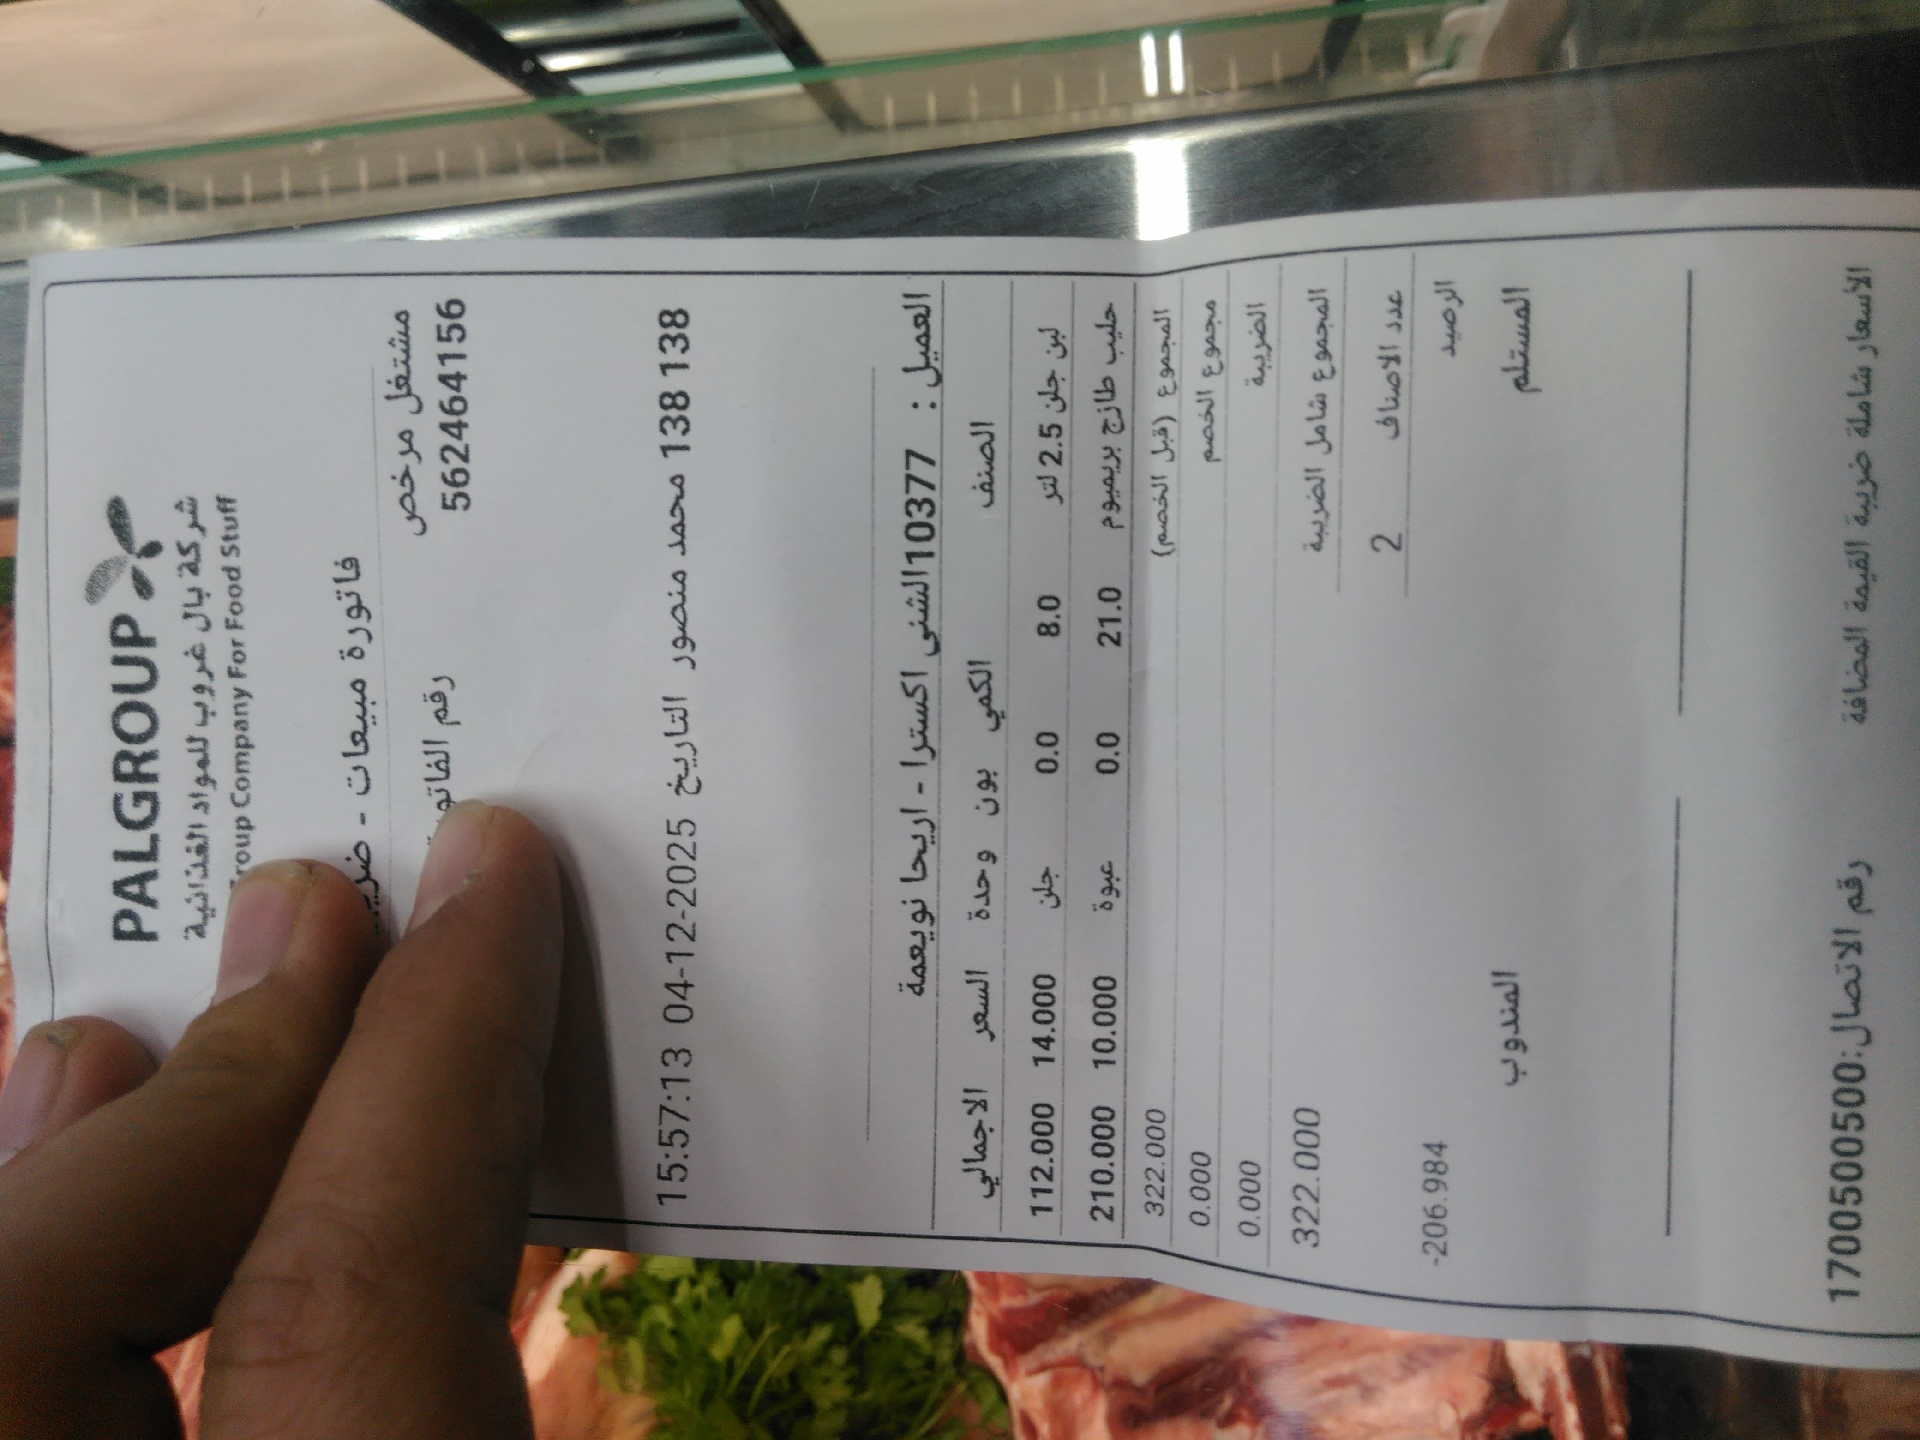 PALGROUP
شركة بال غروب للمواد الغذائية
Group Company For Food Stuff
فاتورة مبيعات - ضريب
مشتغل مرخص
رقم الفاتو
562464156
138 138 محمد منصور التاريخ 04-12-2025 15:57:13
العميل : 10377الشني اكسترا - اريحا نويعمة
الصنف الكمي بون وحدة السعر الاجمالي
لبن جلن 2.5 لتر 8.0 0.0 جلن 14.000 112.000
حليب طازج بريميوم 21.0 0.0 عبوة 10.000 210.000
المجموع (قبل الخصم) 322.000
مجموع الخصم 0.000
الضريبة 0.000
المجموع شامل الضريبة 322.000
عدد الاصناف 2
الرصيد -206.984
المستلم المندوب
الأسعار شاملة ضريبة القيمة المضافة رقم الاتصال:1700500500